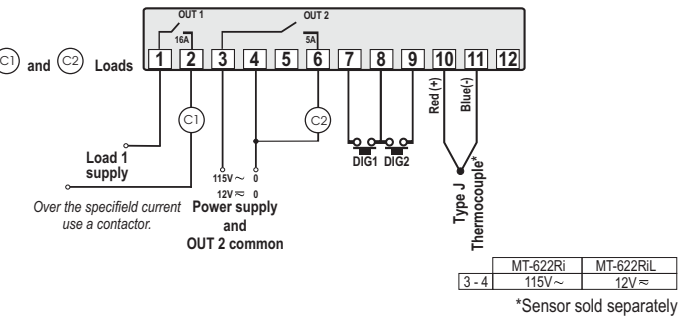 OUT 1
OUT 2
16A
5A
1 2 3 4 5 6 7 8 9 10 11 12
C1 and C2 Loads
Red (+)
Blue(-)
C1
C2
DIG1 DIG2
Load 1
supply
115V~ 0
12V≂ 0
Over the specifield current
use a contactor.
Power supply
and
OUT 2 common
Type J
Thermocouple*
MT-622Ri MT-622RiL
3 - 4 115V~ 12V≂
*Sensor sold separately